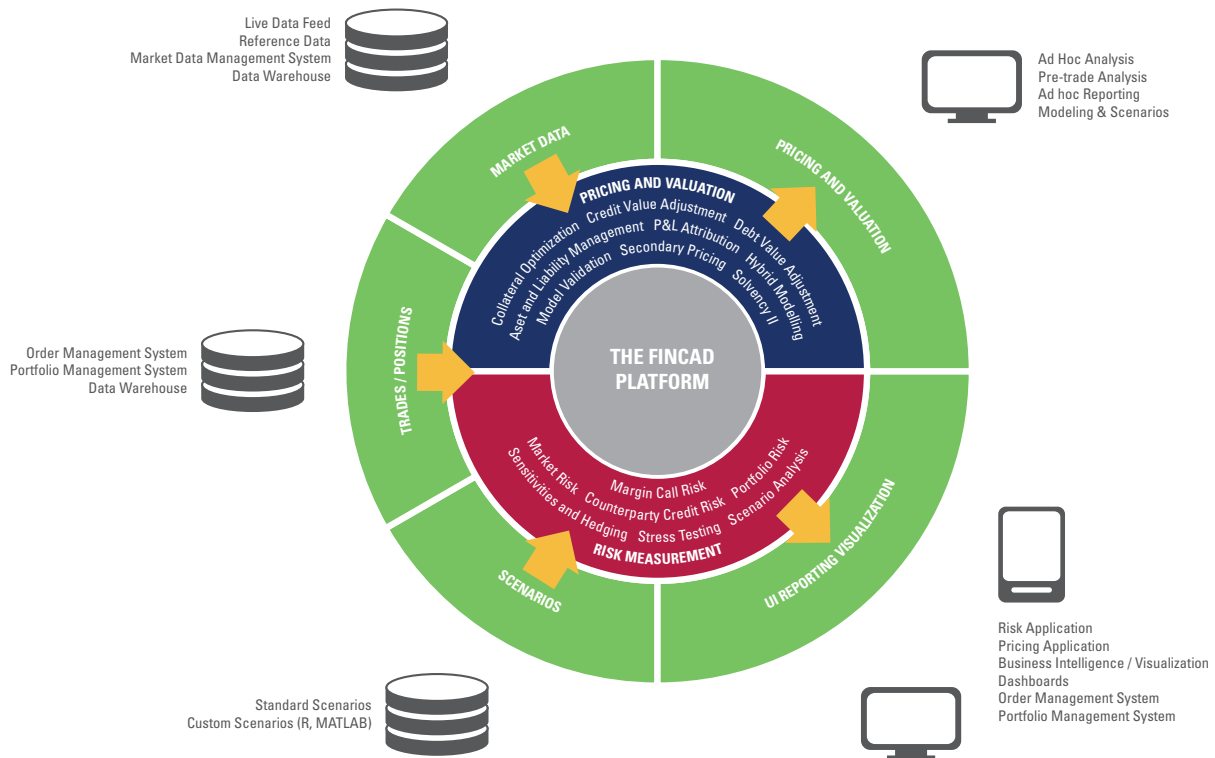 Live Data Feed
Reference Data
Market Data Management System
Data Warehouse
Ad Hoc Analysis
Pre-trade Analysis
Ad hoc Reporting
Modeling & Scenarios
MARKET DATA
PRICING AND VALUATION
PRICING AND VALUATION
Collateral Optimization
Credit Value Adjustment
Debt Value Adjustment
Aset and Liability Management
P&L Attribution
Hybrid Modelling
Model Validation
Secondary Pricing
Solvency II
THE FINCAD
PLATFORM
Order Management System
Portfolio Management System
Data Warehouse
TRADES / POSITIONS
Market Risk
Margin Call Risk
Portfolio Risk
Counterparty Credit Risk
Sensitivities and Hedging
Stress Testing
Scenario Analysis
RISK MEASUREMENT
SCENARIOS
UI REPORTING VISUALIZATION
Risk Application
Pricing Application
Business Intelligence / Visualization
Dashboards
Order Management System
Portfolio Management System
Standard Scenarios
Custom Scenarios (R, MATLAB)